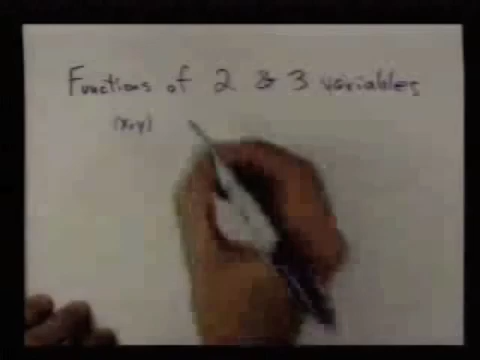 Functions of 2 & 3 variables
(x,y)